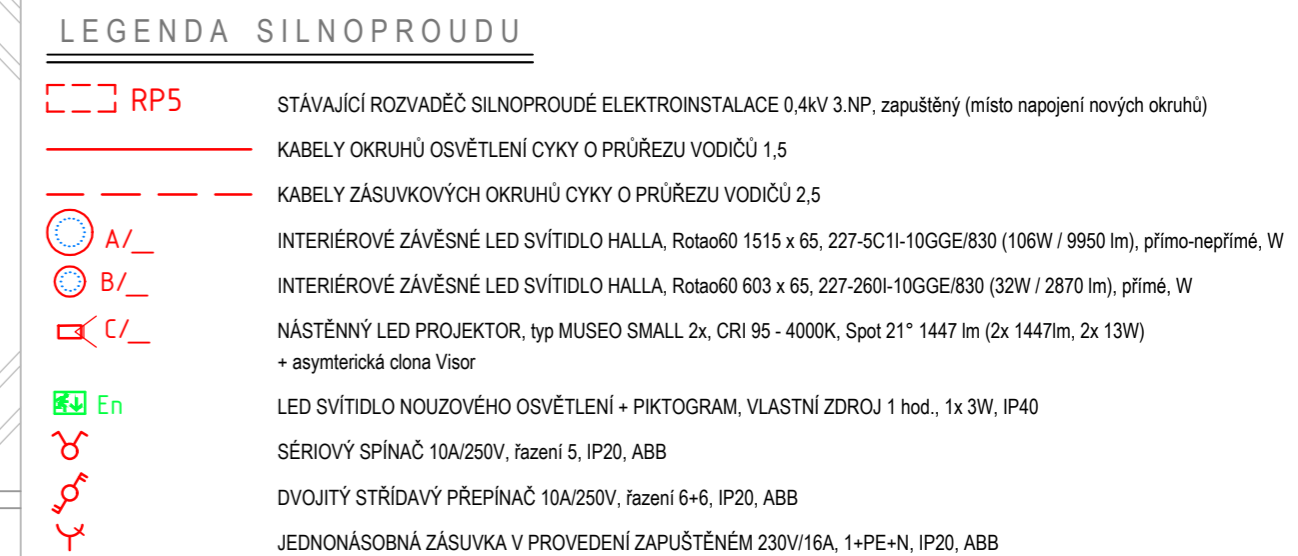 LEGENDA SILNOPROUDU
RP5 STÁVAJÍCÍ ROZVADĚČ SILNOPROUDÉ ELEKTROINSTALACE 0,4kV 3.NP, zapuštěný (místo napojení nových okruhů)
KABELY OKRUHŮ OSVĚTLENÍ CYKY O PRŮŘEZU VODIČŮ 1,5
KABELY ZÁSUVKOVÝCH OKRUHŮ CYKY O PRŮŘEZU VODIČŮ 2,5
A/__ INTERIÉROVÉ ZÁVĚSNÉ LED SVÍTIDLO HALLA, Rotao60 1515 x 65, 227-5C1I-10GGE/830 (106W / 9950 lm), přímo-nepřímé, W
B/__ INTERIÉROVÉ ZÁVĚSNÉ LED SVÍTIDLO HALLA, Rotao60 603 x 65, 227-260I-10GGE/830 (32W / 2870 lm), přímé, W
C/__ NÁSTĚNNÝ LED PROJEKTOR, typ MUSEO SMALL 2x, CRI 95 - 4000K, Spot 21° 1447 lm (2x 1447lm, 2x 13W)
+ asymterická clona Visor
En LED SVÍTIDLO NOUZOVÉHO OSVĚTLENÍ + PIKTOGRAM, VLASTNÍ ZDROJ 1 hod., 1x 3W, IP40
SÉRIOVÝ SPÍNAČ 10A/250V, řazení 5, IP20, ABB
DVOJITÝ STŘÍDAVÝ PŘEPÍNAČ 10A/250V, řazení 6+6, IP20, ABB
JEDNONÁSOBNÁ ZÁSUVKA V PROVEDENÍ ZAPUŠTĚNÉM 230V/16A, 1+PE+N, IP20, ABB